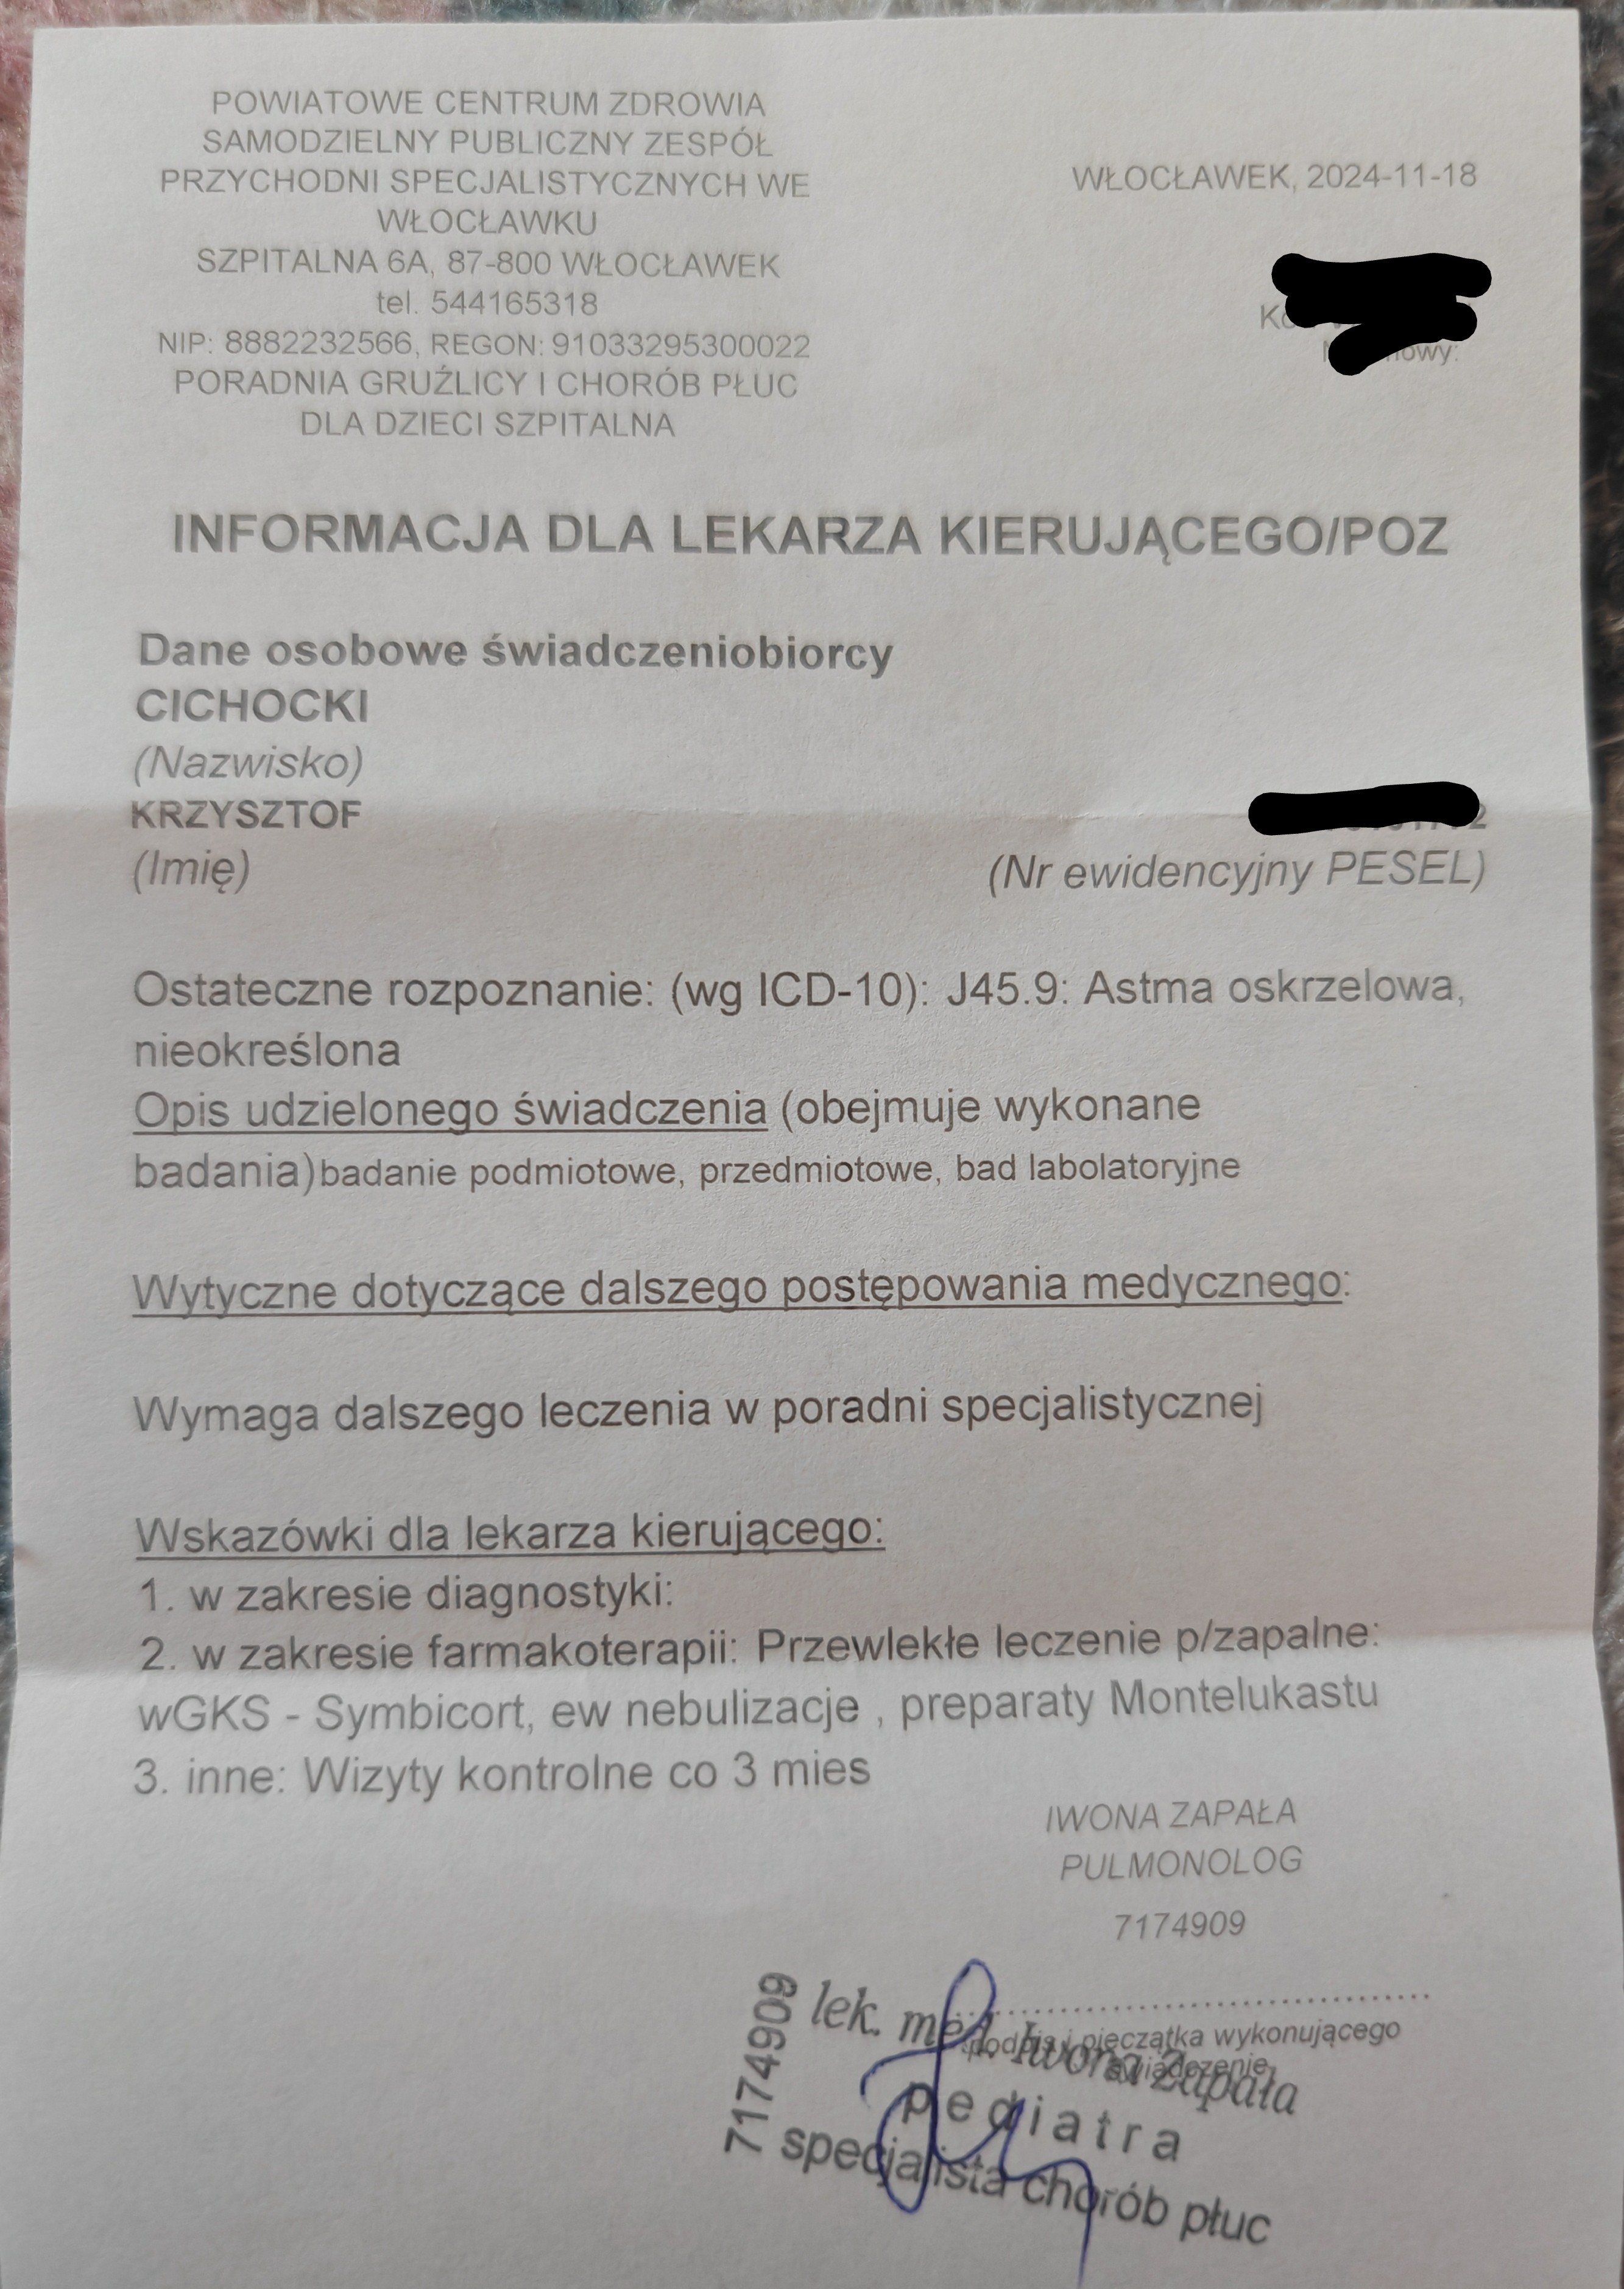 POWIATOWE CENTRUM ZDROWIA
SAMODZIELNY PUBLICZNY ZESPÓŁ
PRZYCHODNI SPECJALISTYCZNYCH WE
WŁOCŁAWKU
SZPITALNA 6A, 87-800 WŁOCŁAWEK
tel. 544165318
NIP: 8882232566, REGON: 91033295300022
PORADNIA GRUŹLICY I CHORÓB PŁUC
DLA DZIECI SZPITALNA
WŁOCŁAWEK, 2024-11-18
INFORMACJA DLA LEKARZA KIERUJĄCEGO/POZ
Dane osobowe świadczeniobiorcy
CICHOCKI
(Nazwisko)
KRZYSZTOF
(Imię)
(Nr ewidencyjny PESEL)
Ostateczne rozpoznanie: (wg ICD-10): J45.9: Astma oskrzelowa,
nieokreślona
Opis udzielonego świadczenia (obejmuje wykonane
badania)badanie podmiotowe, przedmiotowe, bad labolatoryjne
Wytyczne dotyczące dalszego postępowania medycznego:
Wymaga dalszego leczenia w poradni specjalistycznej
Wskazówki dla lekarza kierującego:
1. w zakresie diagnostyki:
2. w zakresie farmakoterapii: Przewlekłe leczenie p/zapalne:
wGKS - Symbicort, ew nebulizacje , preparaty Montelukastu
3. inne: Wizyty kontrolne co 3 mies
IWONA ZAPAŁA
PULMONOLOG
7174909
podpis i pieczątka wykonującego
świadczenie
7174909
lek. med. Iwona Zapała
pediatra
specjalista chorób płuc